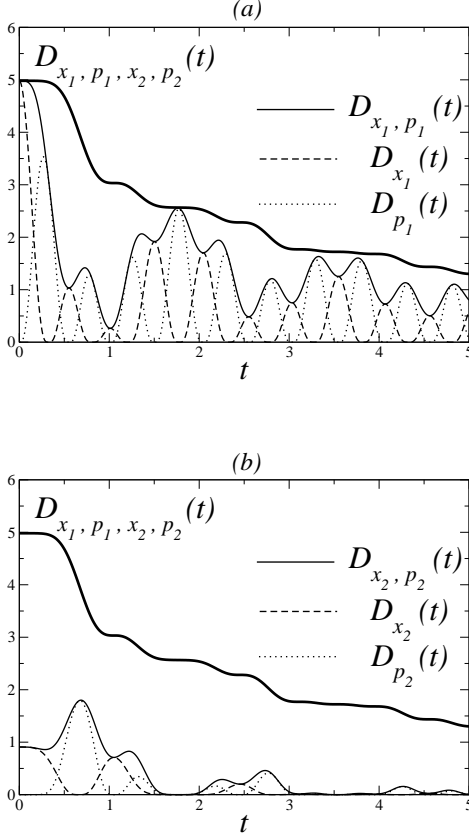 (a)
6
D_{x_1, p_1, x_2, p_2}(t)
5
D_{x_1, p_1}(t)
4
D_{x_1}(t)
3
D_{p_1}(t)
2
1
0
0 1 2 3 4 5
t
(b)
6
D_{x_1, p_1, x_2, p_2}(t)
5
D_{x_2, p_2}(t)
4
D_{x_2}(t)
3
D_{p_2}(t)
2
1
0
0 1 2 3 4 5
t